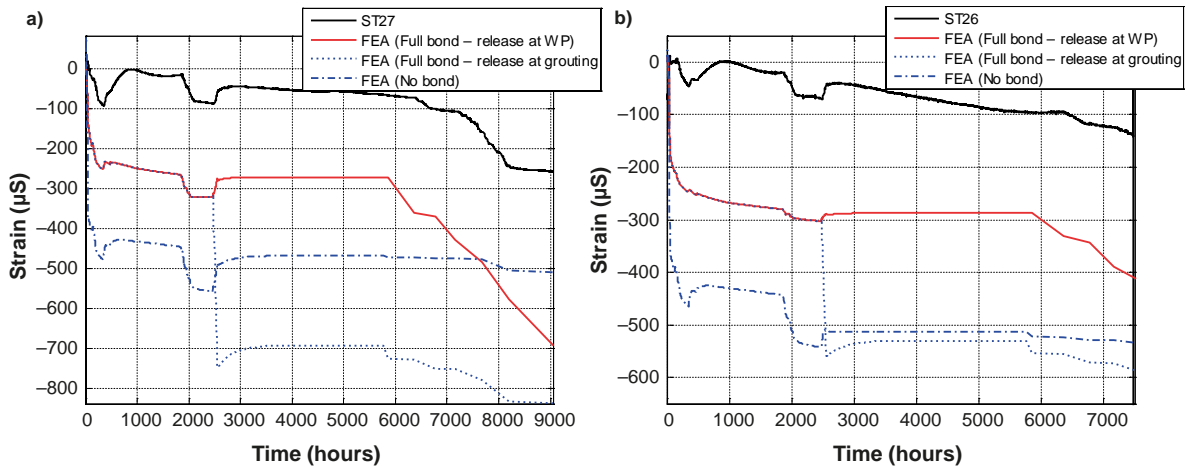 a)
ST27
FEA (Full bond – release at WP)
FEA (Full bond – release at grouting
FEA (No bond)
0
–100
–200
–300
–400
–500
–600
–700
–800
Strain (µS)
0 1000 2000 3000 4000 5000 6000 7000 8000 9000
Time (hours)
b)
ST26
FEA (Full bond – release at WP)
FEA (Full bond – release at grouting
FEA (No bond)
0
–100
–200
–300
–400
–500
–600
Strain (µS)
0 1000 2000 3000 4000 5000 6000 7000
Time (hours)